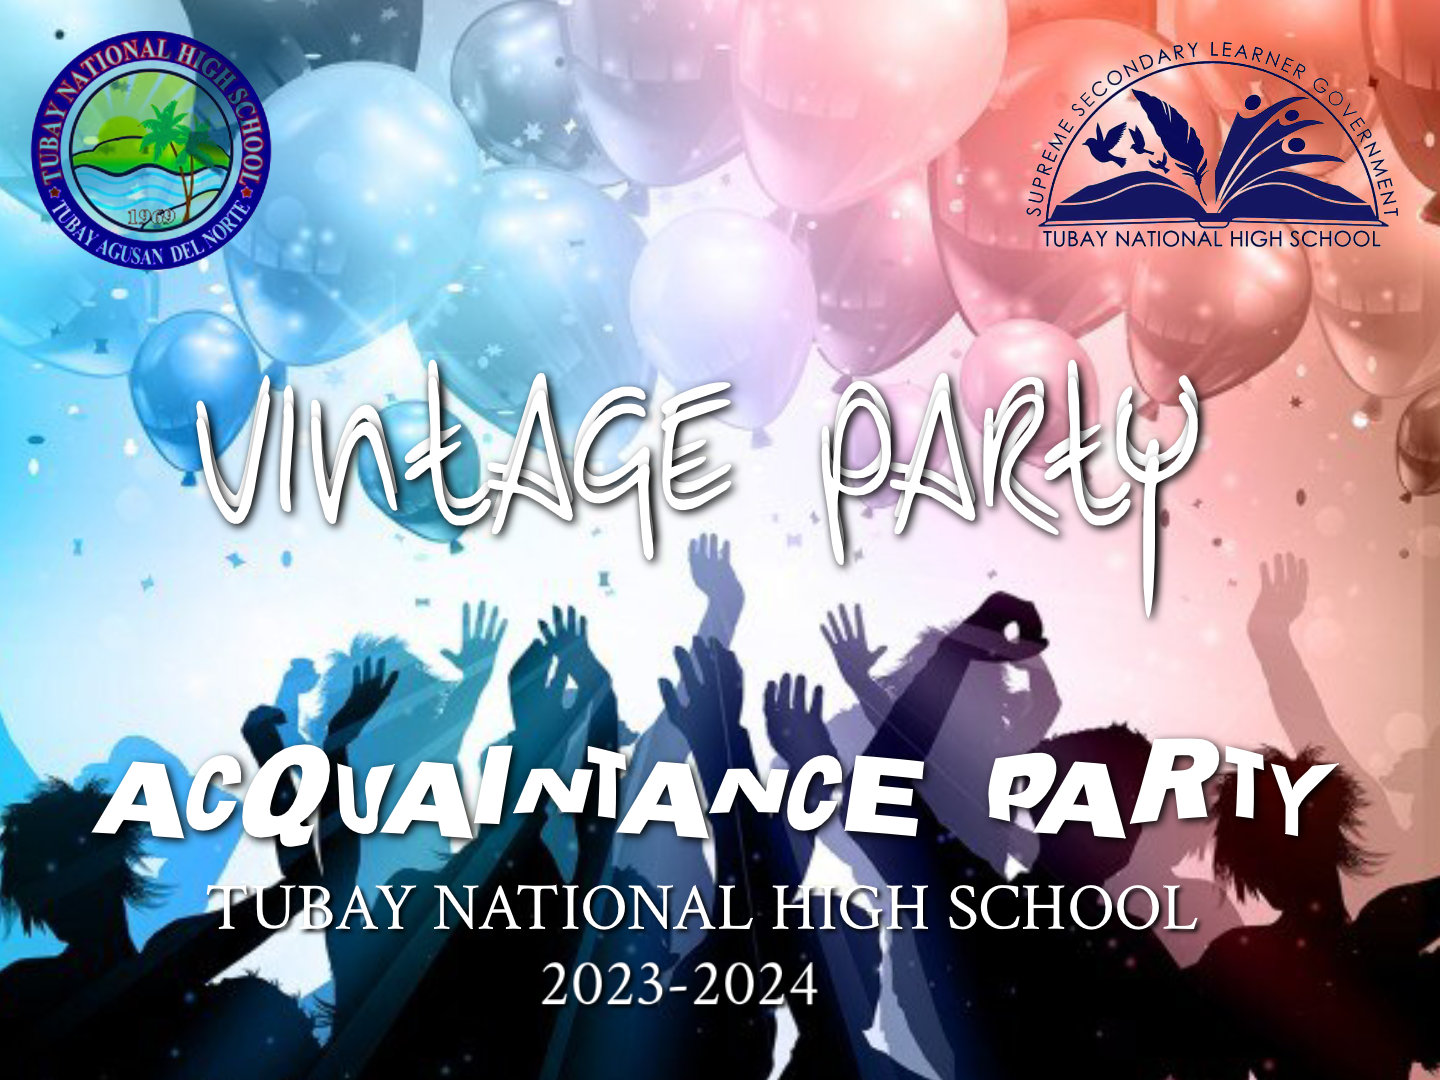 TUBAY NATIONAL HIGH SCHOOL
1969
TUBAY AGUSAN DEL NORTE
SUPREME SECONDARY LEARNER GOVERNMENT
TUBAY NATIONAL HIGH SCHOOL
VINTAGE PARTY
ACQUAINTANCE PARTY
TUBAY NATIONAL HIGH SCHOOL
2023-2024